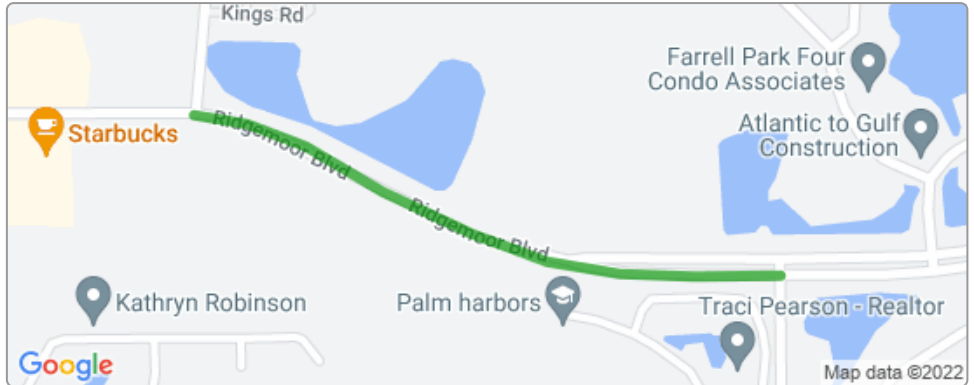 Kings Rd
Farrell Park Four
Condo Associates
Ridgemoor Blvd
Starbucks
Atlantic to Gulf
Construction
Ridgemoor Blvd
Kathryn Robinson
Palm harbors
Traci Pearson - Realtor
Google
Map data ©2022